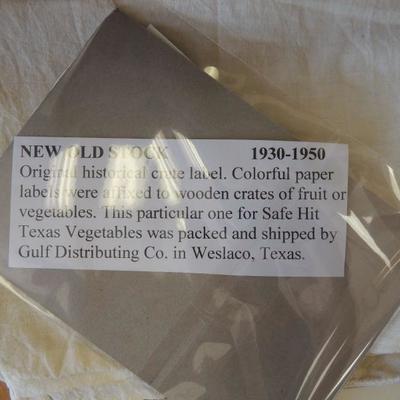 NEW OLD STOCK 1930-1950
Original historical crate label. Colorful paper
labels were affixed to wooden crates of fruit or
vegetables. This particular one for Safe Hit
Texas Vegetables was packed and shipped by
Gulf Distributing Co. in Weslaco, Texas.